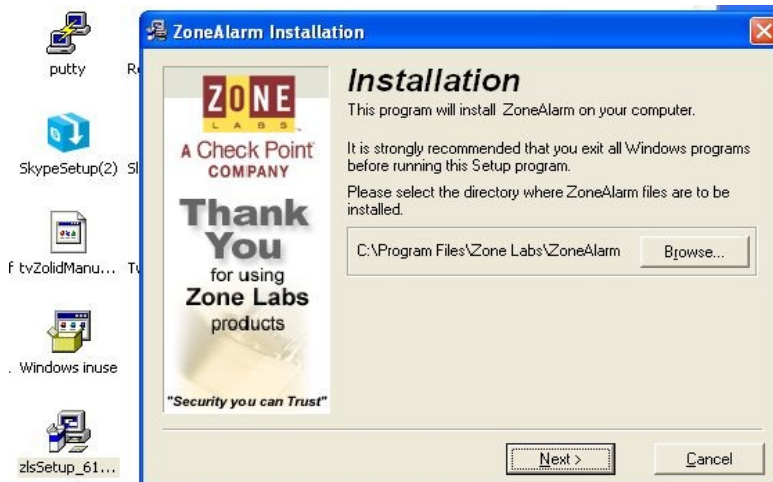 putty
SkypeSetup(2)
f tvZolidManu...
. Windows inuse
zlsSetup_61...
ZoneAlarm Installation
ZONE
LABS
A Check Point
COMPANY
Thank
You
for using
Zone Labs
products
"Security you can Trust"
Installation
This program will install ZoneAlarm on your computer.
It is strongly recommended that you exit all Windows programs
before running this Setup program.
Please select the directory where ZoneAlarm files are to be
installed.
C:\Program Files\Zone Labs\ZoneAlarm
Browse...
Next >
Cancel